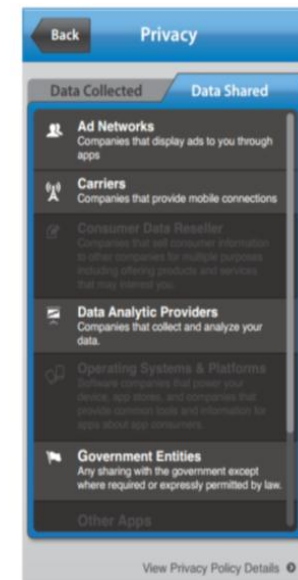 Back
Privacy
Data Collected
Data Shared
Ad Networks
Companies that display ads to you through
apps
Carriers
Companies that provide mobile connections
Consumer Data Reseller
Companies that sell consumer information
to other companies for multiple purposes
including offering products and services
that may interest you.
Data Analytic Providers
Companies that collect and analyze your
data.
Operating Systems & Platforms
Software companies that power your
device, app stores, and companies that
provide common tools and information for
apps about app consumers.
Government Entities
Any sharing with the government except
where required or expressly permitted by law.
Other Apps
View Privacy Policy Details